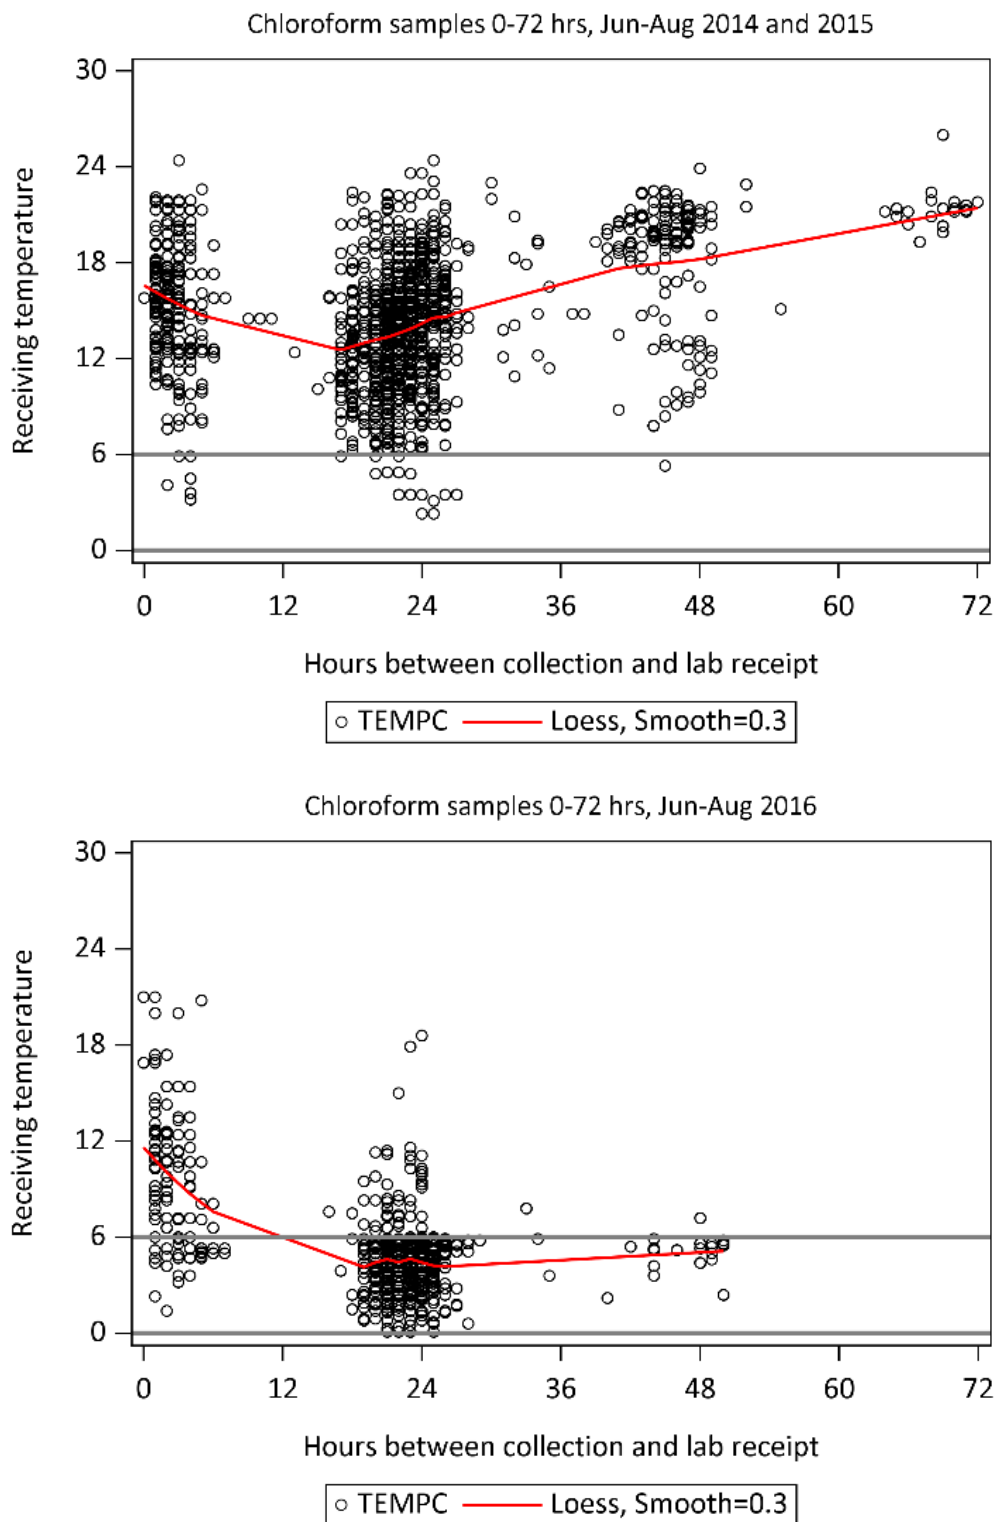 Chloroform samples 0-72 hrs, Jun-Aug 2014 and 2015
30
24
18
12
6
0
Receiving temperature
0 12 24 36 48 60 72
Hours between collection and lab receipt
TEMPC Loess, Smooth=0.3
Chloroform samples 0-72 hrs, Jun-Aug 2016
30
24
18
12
6
0
Receiving temperature
0 12 24 36 48 60 72
Hours between collection and lab receipt
TEMPC Loess, Smooth=0.3